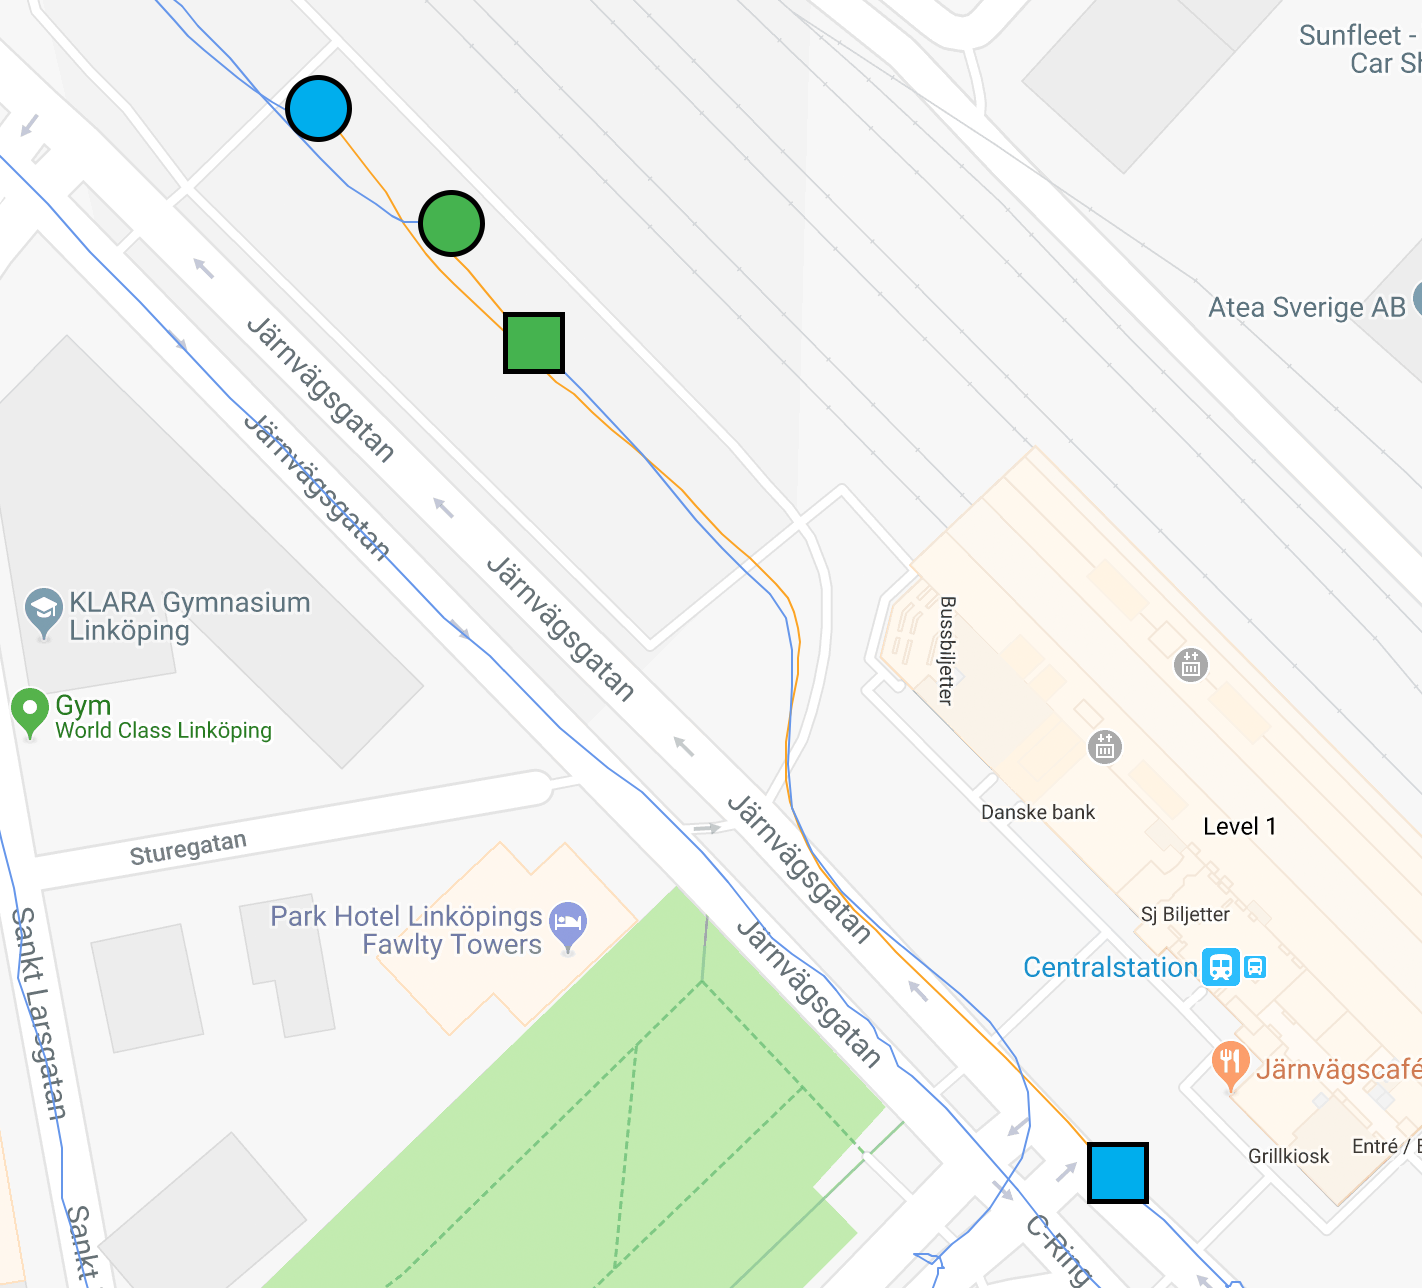 Sunfleet -
Car Sh
Atea Sverige AB
Järnvägsgatan
Järnvägsgatan
Järnvägsgatan
KLARA Gymnasium
Linköping
Bussbiljetter
Gym
World Class Linköping
Danske bank
Level 1
Järnvägsgatan
Sturegatan
Park Hotel Linköpings
Fawlty Towers
Sj Biljetter
Centralstation
Järnvägsgatan
Sankt Larsgatan
Järnvägscafé
Grillkiosk
Entré / E
Sankt
C-Ring